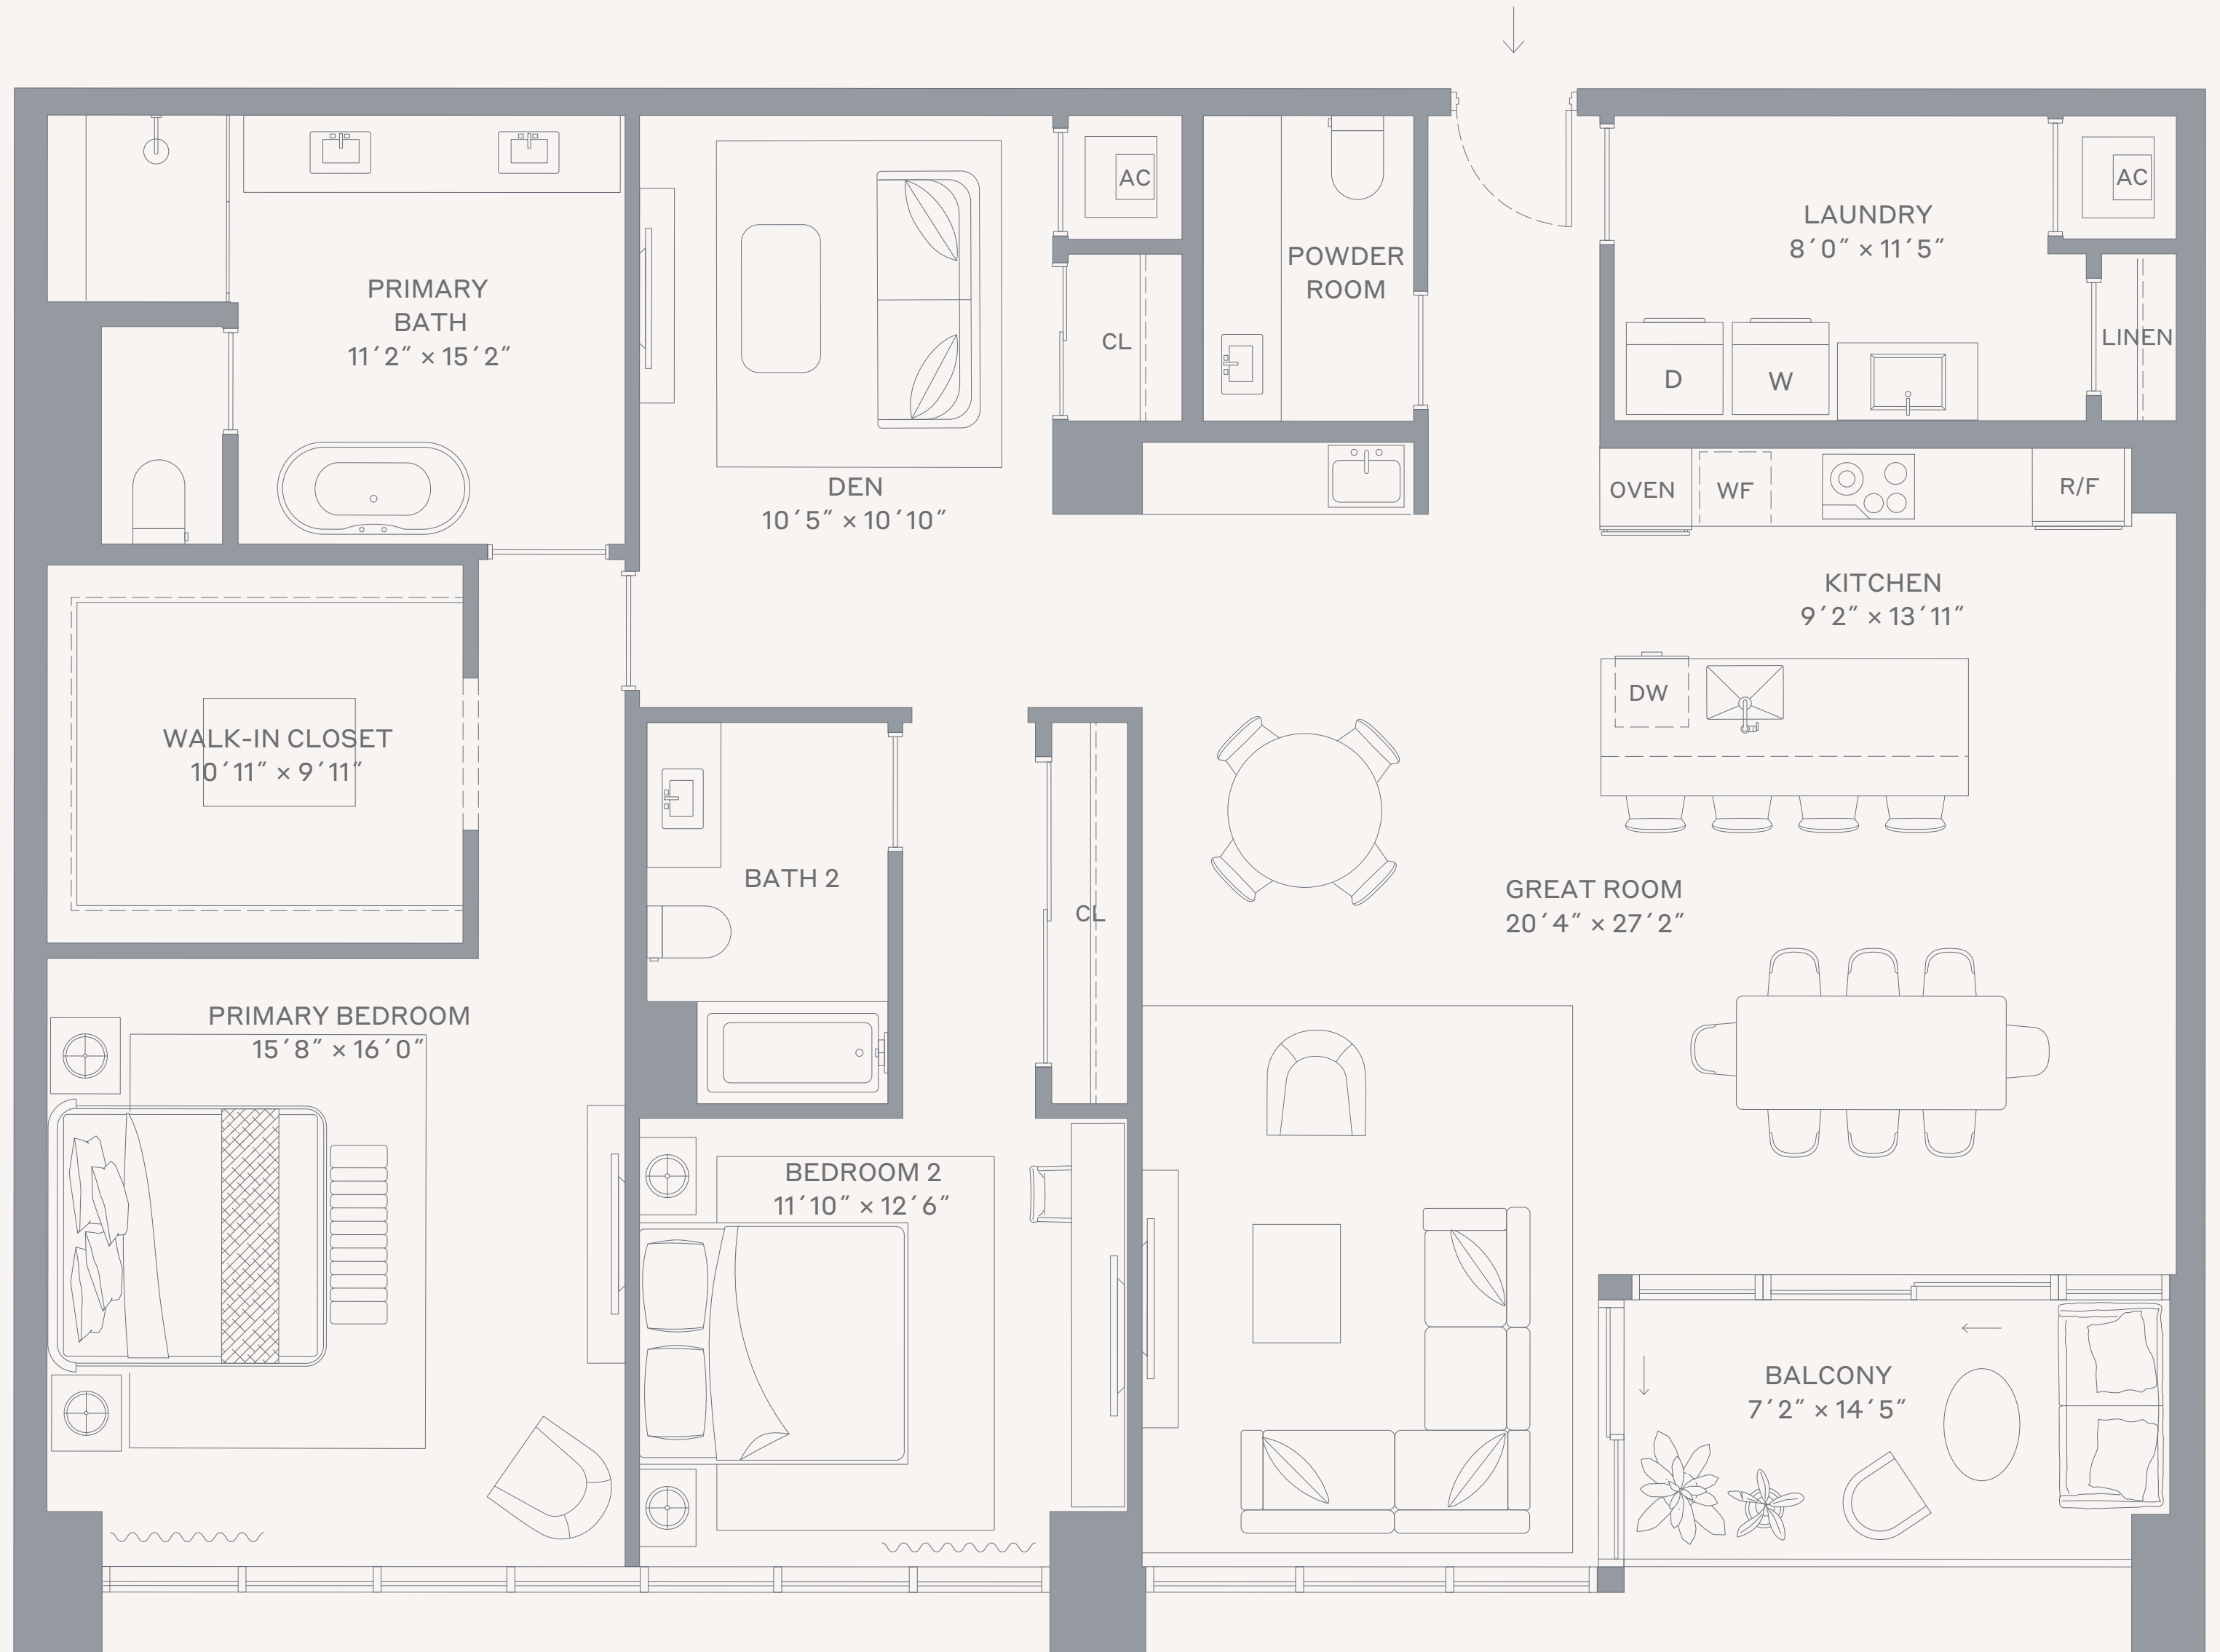 AC
AC
LAUNDRY
8´0˝ × 11´5˝
POWDER
ROOM
PRIMARY
BATH
11´2˝ × 15´2˝
CL
LINEN
D
W
DEN
10´5˝ × 10´10˝
OVEN
WF
R/F
KITCHEN
9´2˝ × 13´11˝
DW
WALK-IN CLOSET
10´11˝ × 9´11˝
BATH 2
GREAT ROOM
20´4˝ × 27´2˝
CL
PRIMARY BEDROOM
15´8˝ × 16´0˝
BEDROOM 2
11´10˝ × 12´6˝
BALCONY
7´2˝ × 14´5˝